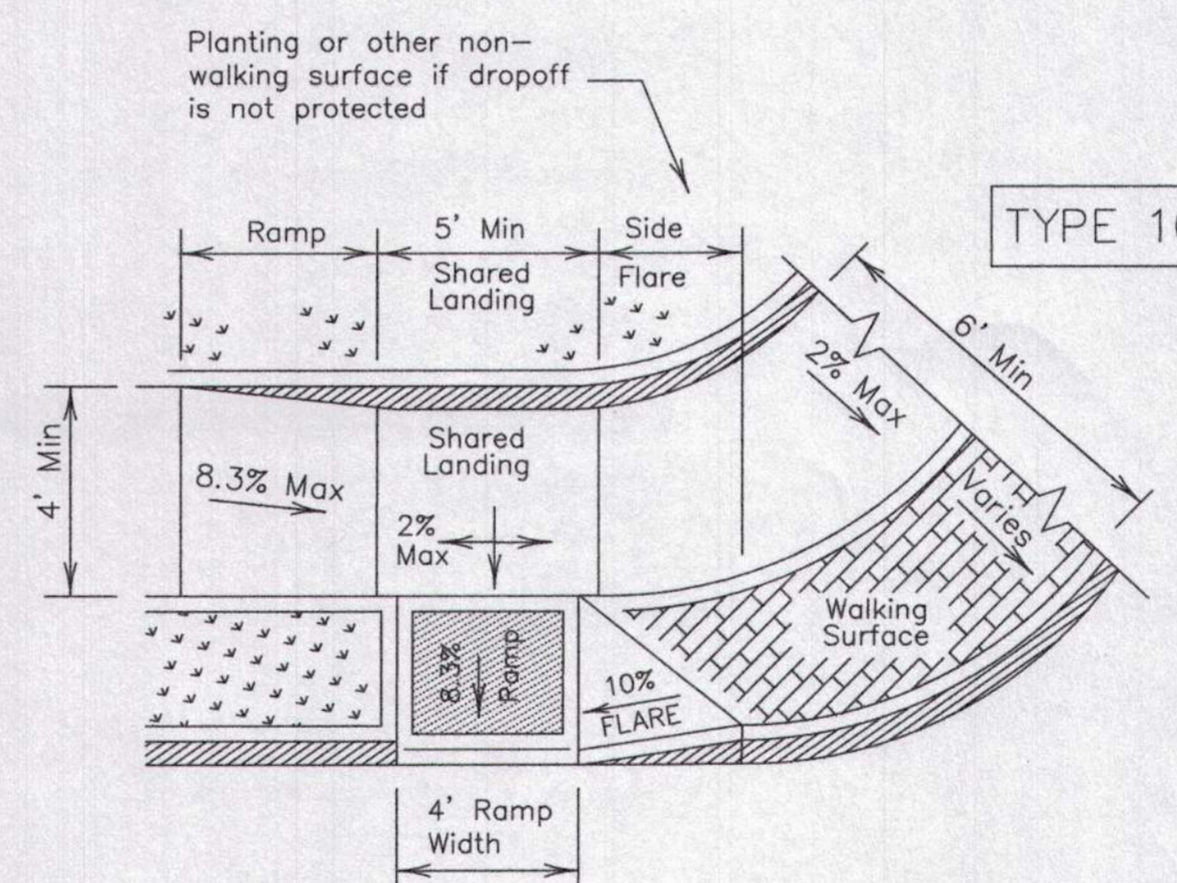 Planting or other non-
walking surface if dropoff
is not protected
TYPE
Ramp
5' Min
Side
Shared
Landing
Flare
6' Min
2% Max
4' Min
Shared
Landing
8.3% Max
2%
Max
Varies
Walking
Surface
8.3%
Ramp
10%
FLARE
4' Ramp
Width